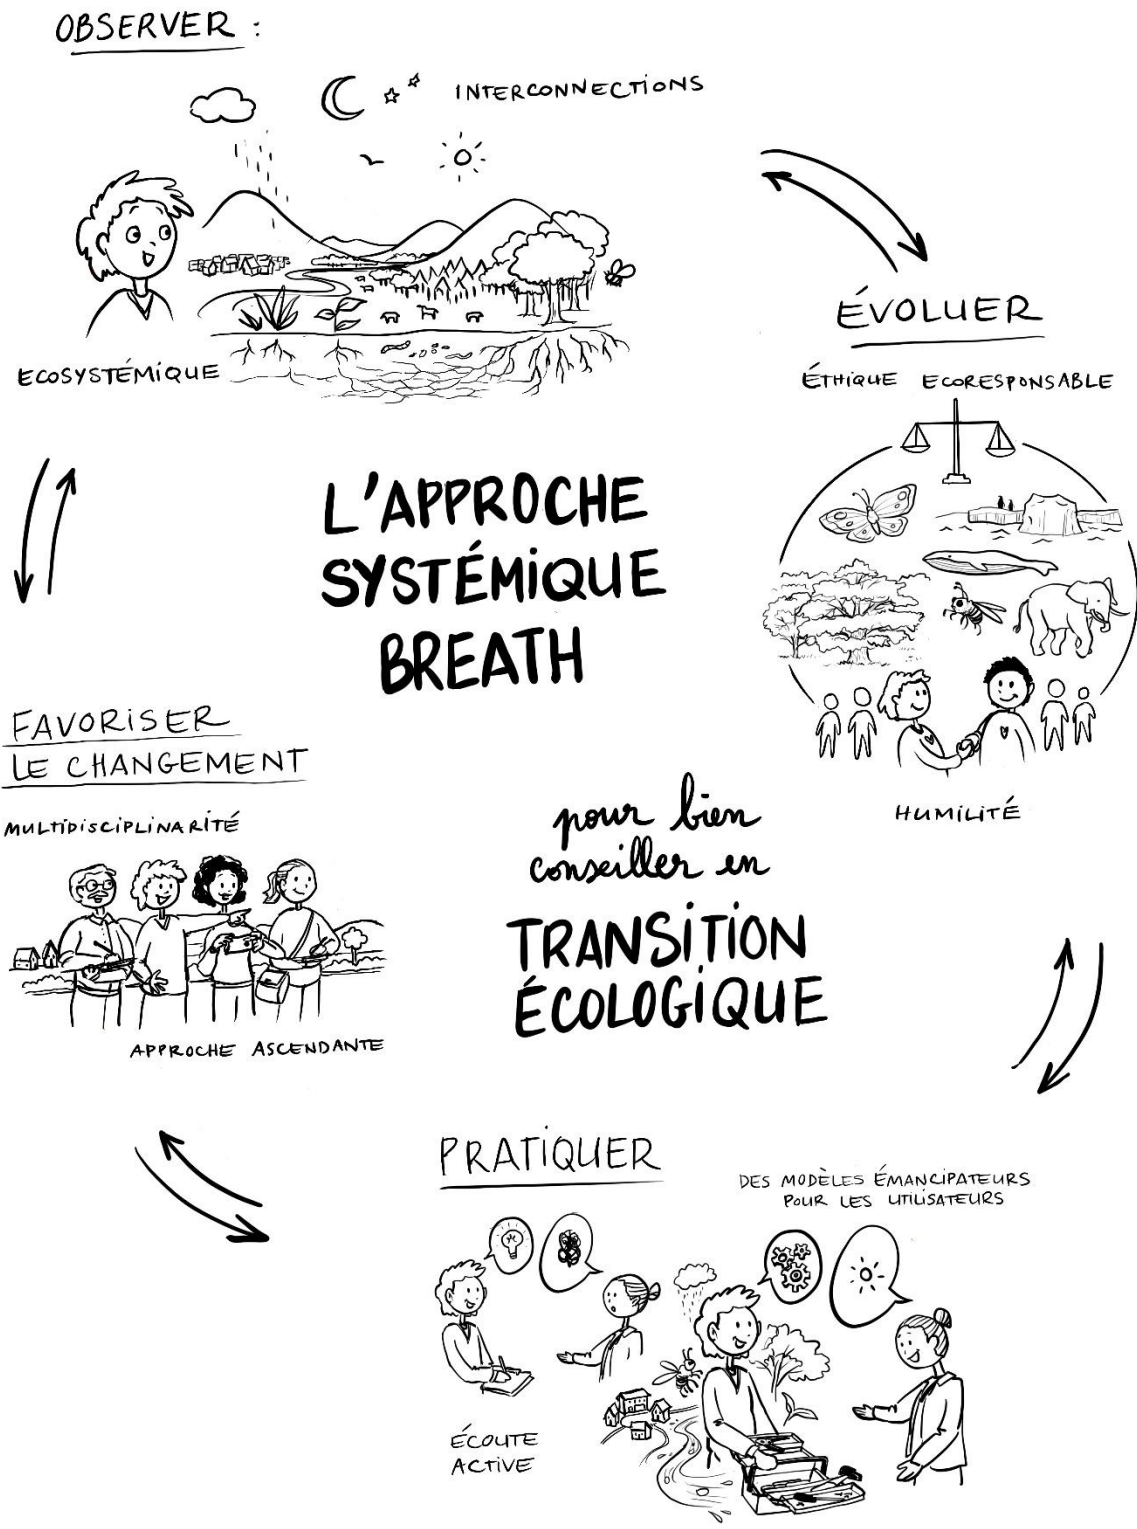 OBSERVER :
INTERCONNECTIONS
ECOSYSTÉMIQUE
ÉVOLUER
ÉTHIQUE ECORESPONSABLE
HUMILITÉ
L'APPROCHE
SYSTÉMIQUE
BREATH
pour bien
conseiller en
TRANSITION
ÉCOLOGIQUE
FAVORISER
LE CHANGEMENT
MULTIDISCIPLINARITÉ
APPROCHE ASCENDANTE
PRATIQUER
DES MODÈLES ÉMANCIPATEURS
POUR LES UTILISATEURS
ÉCOUTE
ACTIVE